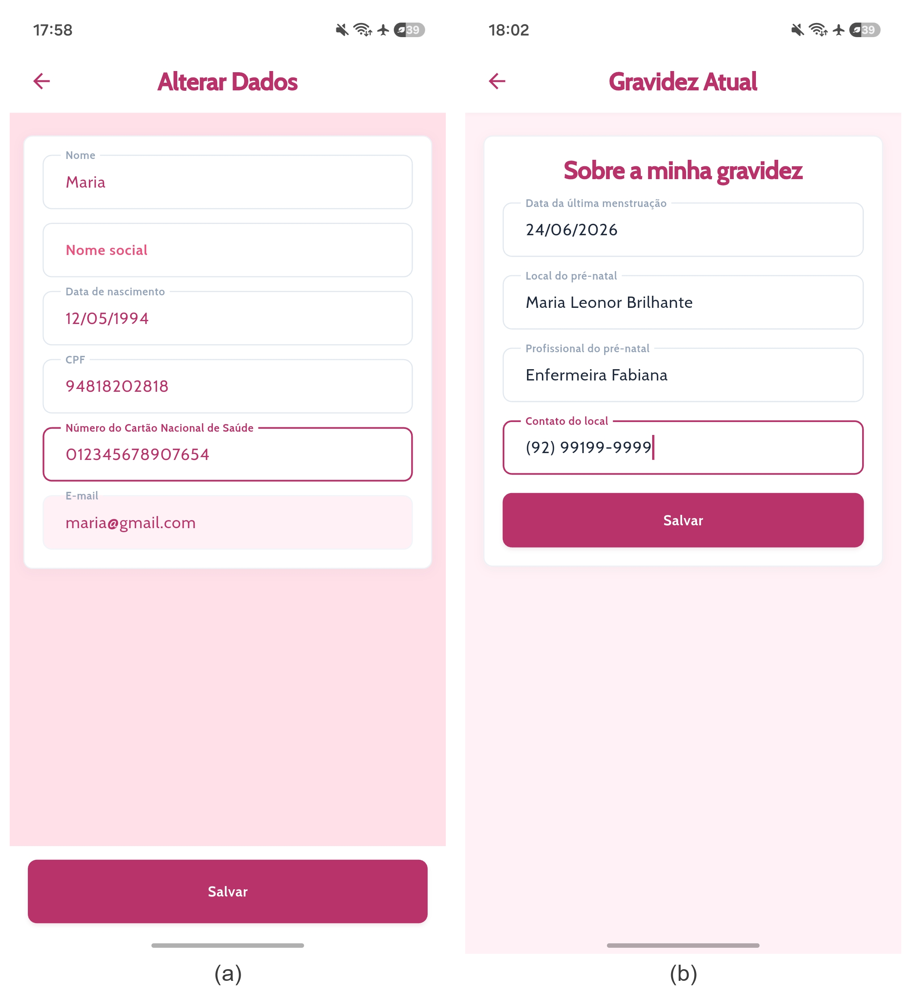 17:58
39
Alterar Dados
Nome
Maria
Nome social
Data de nascimento
12/05/1994
CPF
94818202818
Número do Cartão Nacional de Saúde
012345678907654
E-mail
maria@gmail.com
Salvar
(a)
18:02
39
Gravidez Atual
Sobre a minha gravidez
Data da última menstruação
24/06/2026
Local do pré-natal
Maria Leonor Brilhante
Profissional do pré-natal
Enfermeira Fabiana
Contato do local
(92) 99199-9999
Salvar
(b)